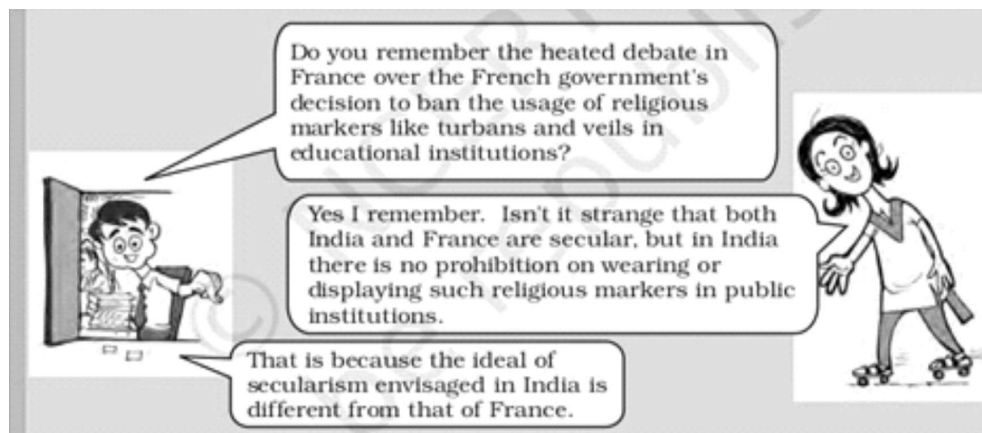 Do you remember the heated debate in
France over the French government's
decision to ban the usage of religious
markers like turbans and veils in
educational institutions?
Yes I remember. Isn't it strange that both
India and France are secular, but in India
there is no prohibition on wearing or
displaying such religious markers in public
institutions.
That is because the ideal of
secularism envisaged in India is
different from that of France.